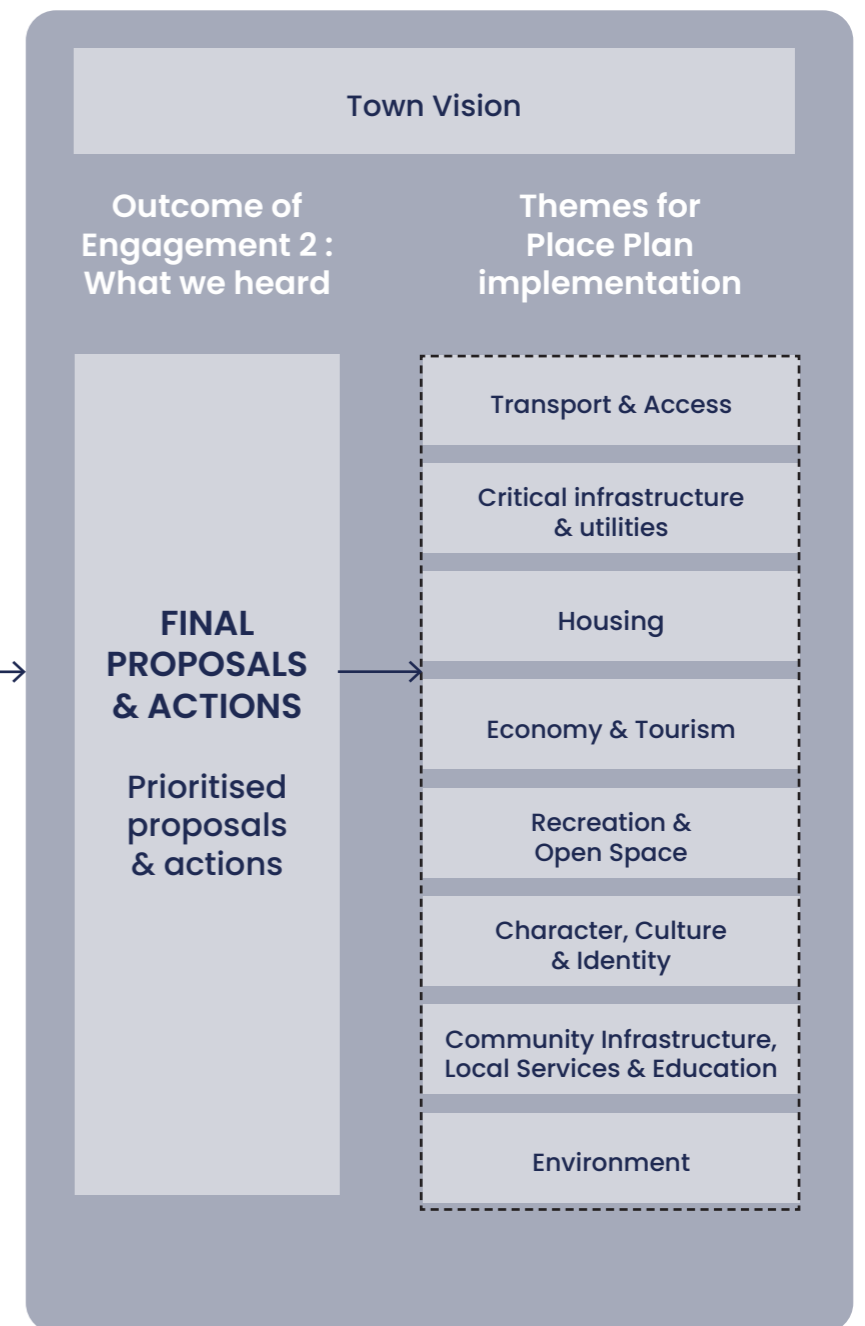 Town Vision
Outcome of
Engagement 2 :
What we heard
FINAL
PROPOSALS
& ACTIONS
Prioritised
proposals
& actions
Themes for
Place Plan
implementation
Transport & Access
Critical infrastructure
& utilities
Housing
Economy & Tourism
Recreation &
Open Space
Character, Culture
& Identity
Community Infrastructure,
Local Services & Education
Environment